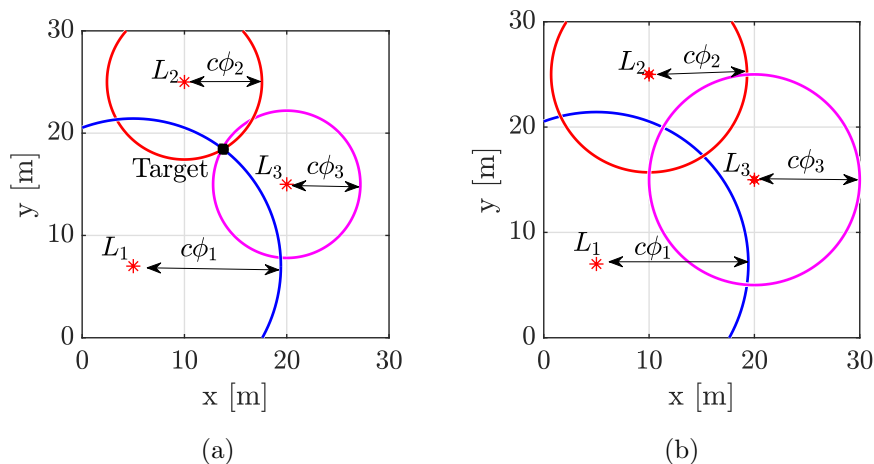 30
20
10
0
0 10 20 30
y [m]
x [m]
L₂
cϕ₂
Target
L₃
cϕ₃
L₁
cϕ₁
(a)
30
20
10
0
0 10 20 30
y [m]
x [m]
L₂
cϕ₂
L₃
cϕ₃
L₁
cϕ₁
(b)